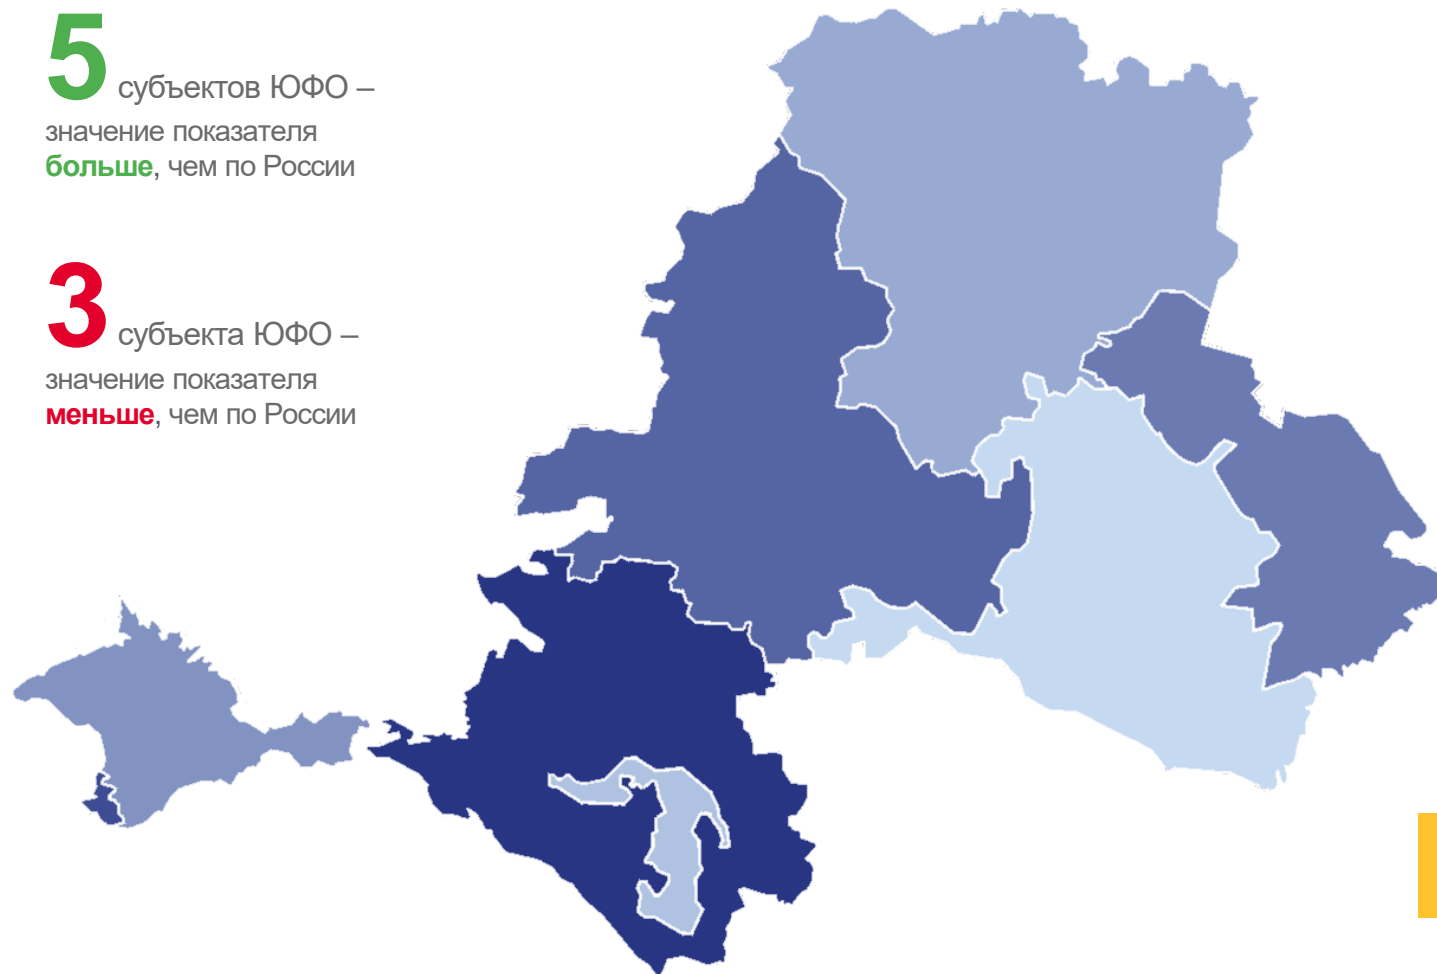 5 субъектов ЮФО –
значение показателя
больше, чем по России
3 субъекта ЮФО –
значение показателя
меньше, чем по России